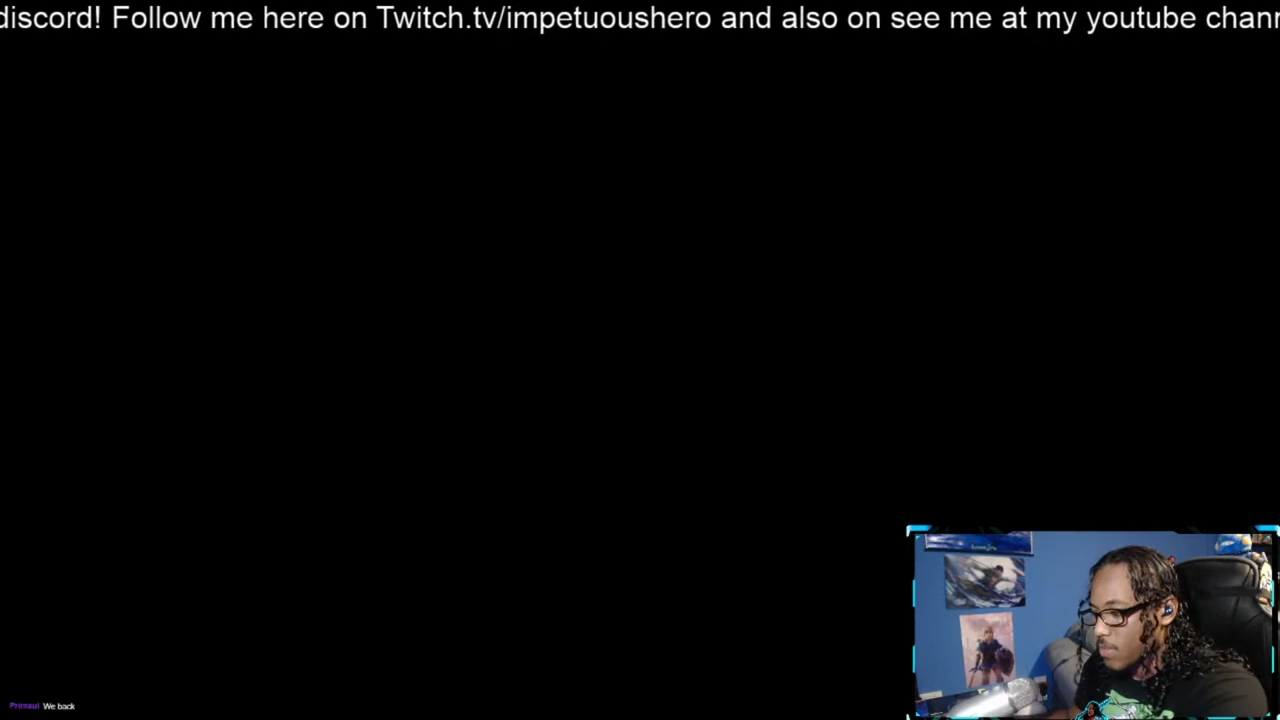 discord! Follow me here on Twitch.tv/impetuoushero and also on see me at my youtube chann
Primaul We back